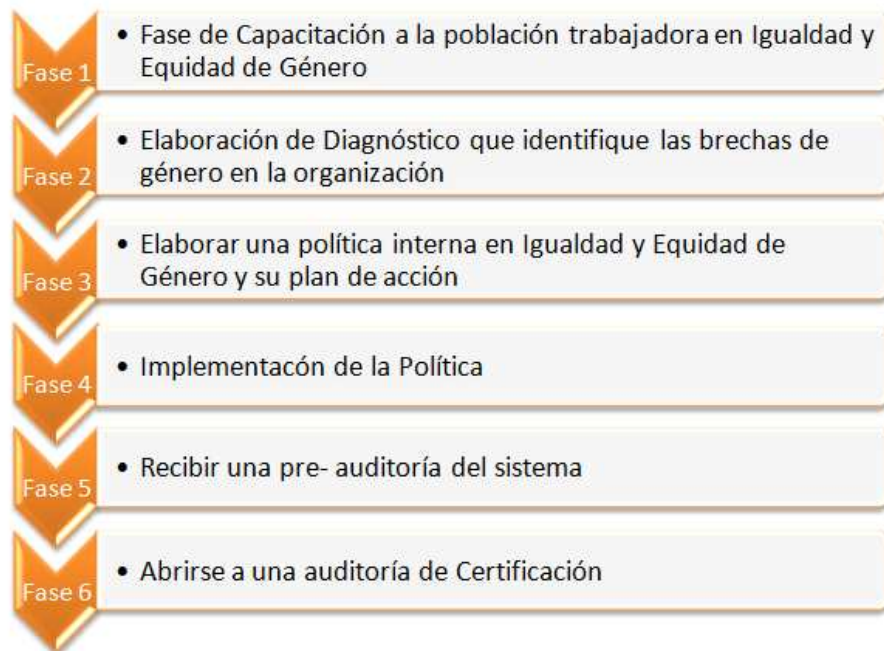 Fase 1
• Fase de Capacitación a la población trabajadora en Igualdad y
Equidad de Género
Fase 2
• Elaboración de Diagnóstico que identifique las brechas de
género en la organización
Fase 3
• Elaborar una política interna en Igualdad y Equidad de
Género y su plan de acción
Fase 4
• Implementacón de la Política
Fase 5
• Recibir una pre- auditoría del sistema
Fase 6
• Abrirse a una auditoría de Certificación